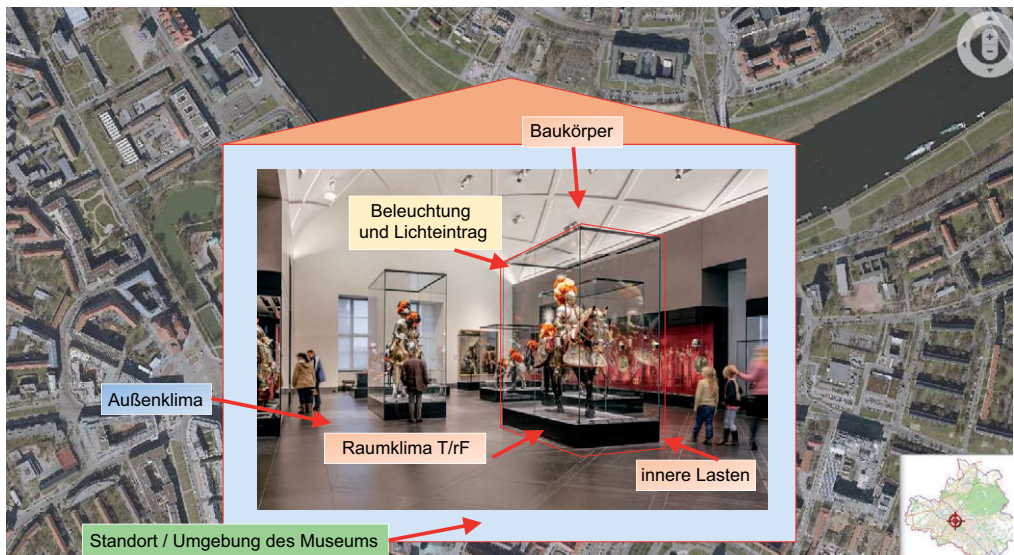 Baukörper
Beleuchtung
und Lichteintrag
Außenklima
Raumklima T/rF
innere Lasten
Standort / Umgebung des Museums